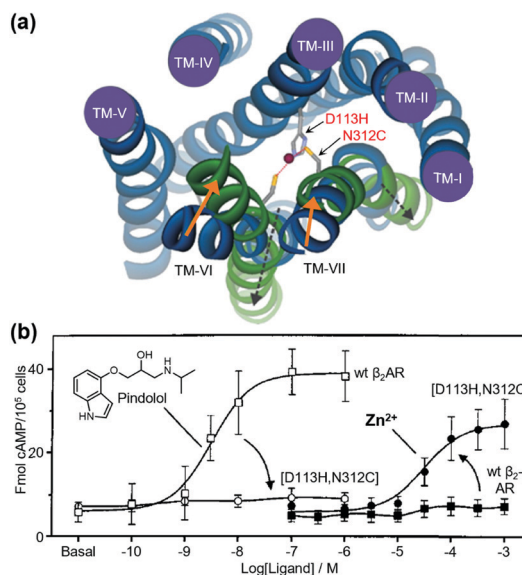 (a)
TM-III
TM-IV
TM-II
TM-V
D113H
N312C
TM-I
TM-VI
TM-VII
(b)
Fmol cAMP/10⁵ cells
40
20
0
OH
H
N
O
N
H
Pindolol
wt β₂AR
[D113H,N312C]
Zn²⁺
[D113H,N312C]
wt β₂-
AR
Basal -10 -9 -8 -7 -6 -5 -4 -3
Log[Ligand] / M